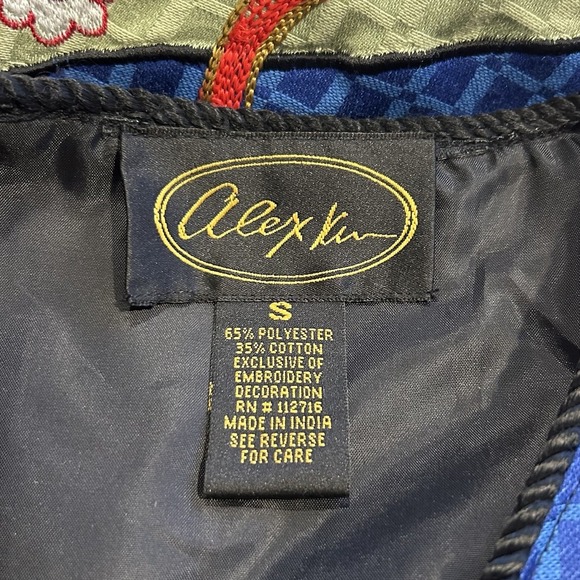 alex kim
S
65% POLYESTER
35% COTTON
EXCLUSIVE OF
EMBROIDERY
DECORATION
RN # 112716
MADE IN INDIA
SEE REVERSE
FOR CARE